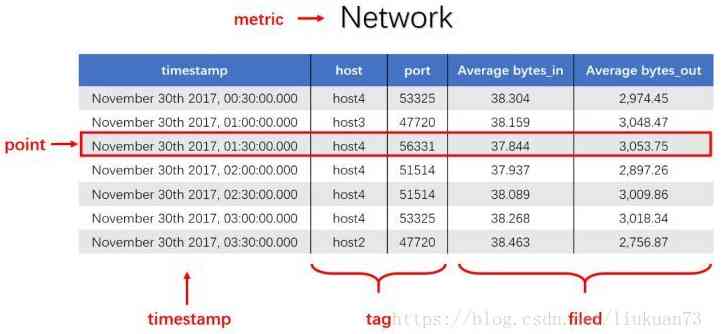 metric → Network
timestamp host port Average bytes_in Average bytes_out
November 30th 2017, 00:30:00.000 host4 53325 38.304 2,974.45
November 30th 2017, 01:00:00.000 host3 47720 38.159 3,048.47
point → November 30th 2017, 01:30:00.000 host4 56331 37.844 3,053.75
November 30th 2017, 02:00:00.000 host4 51514 37.937 2,897.26
November 30th 2017, 02:30:00.000 host4 51514 38.089 3,009.86
November 30th 2017, 03:00:00.000 host4 53325 38.268 3,018.34
November 30th 2017, 03:30:00.000 host2 47720 38.463 2,756.87
timestamp tag filed
https://blog.csdn.net/liukuan73